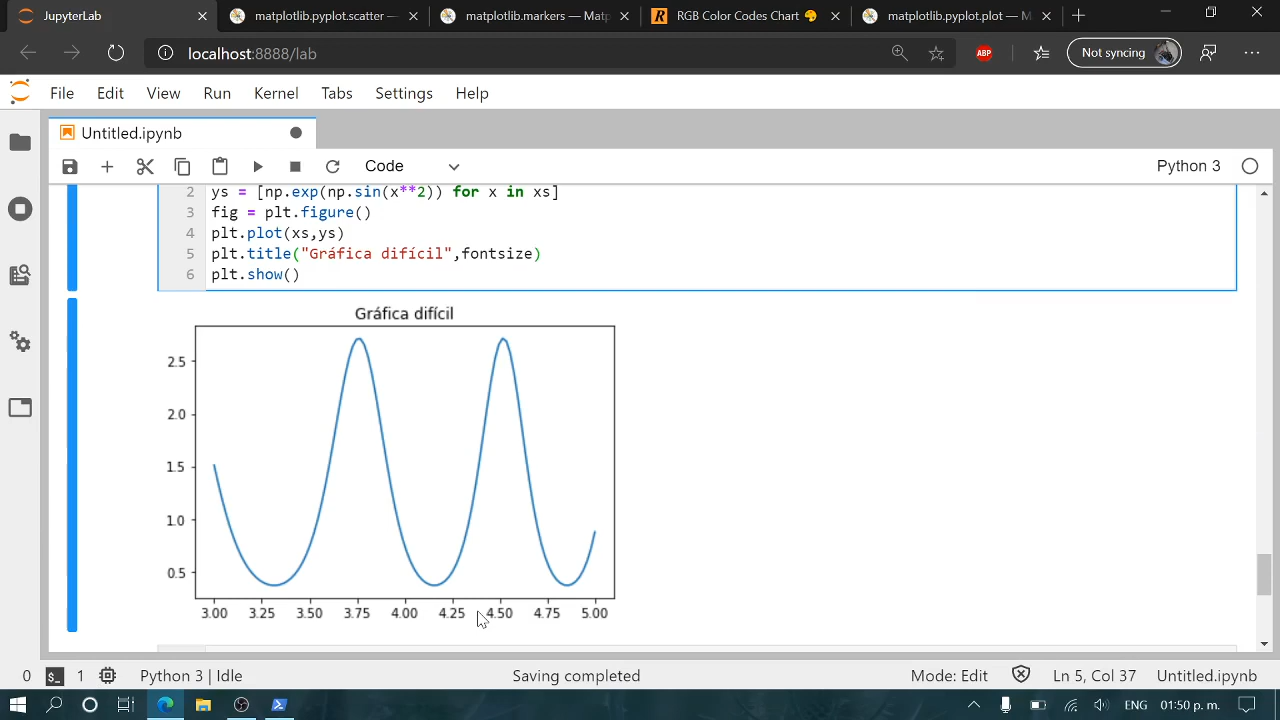 JupyterLab
matplotlib.pyplot.scatter —
matplotlib.markers — Mat
RGB Color Codes Chart
matplotlib.pyplot.plot — M
localhost:8888/lab
ABP
Not syncing
File Edit View Run Kernel Tabs Settings Help
Untitled.ipynb
Code
Python 3
2 ys = [np.exp(np.sin(x**2)) for x in xs]
3 fig = plt.figure()
4 plt.plot(xs,ys)
5 plt.title("Gráfica difícil",fontsize)
6 plt.show()
Gráfica difícil
2.5
2.0
1.5
1.0
0.5
3.00 3.25 3.50 3.75 4.00 4.25 4.50 4.75 5.00
0 $_ 1 Python 3 | Idle Saving completed Mode: Edit Ln 5, Col 37 Untitled.ipynb
ENG 01:50 p. m.